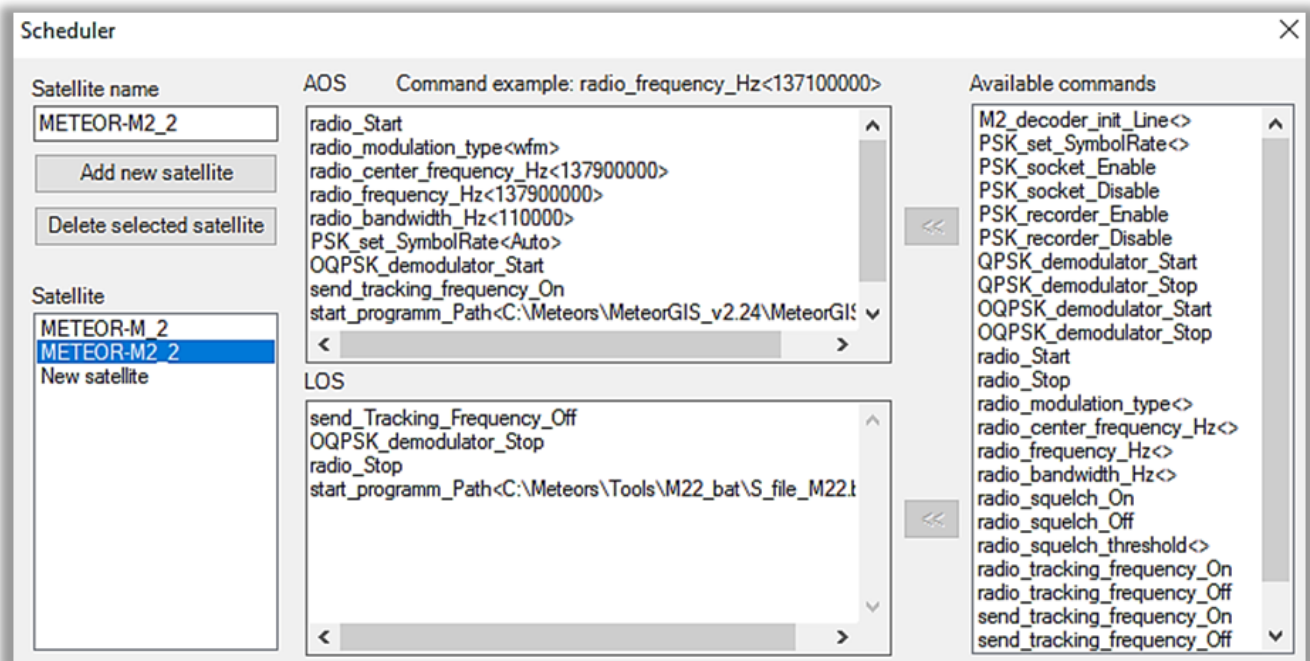 Scheduler
Satellite name
METEOR-M2_2
Add new satellite
Delete selected satellite
Satellite
METEOR-M_2
METEOR-M2_2
New satellite
AOS Command example: radio_frequency_Hz<137100000>
radio_Start
radio_modulation_type<wfm>
radio_center_frequency_Hz<137900000>
radio_frequency_Hz<137900000>
radio_bandwidth_Hz<110000>
PSK_set_SymbolRate<Auto>
OQPSK_demodulator_Start
send_tracking_frequency_On
start_programm_Path<C:\Meteors\MeteorGIS_v2.24\MeteorGIS
LOS
send_Tracking_Frequency_Off
OQPSK_demodulator_Stop
radio_Stop
start_programm_Path<C:\Meteors\Tools\M22_bat\S_file_M22.b
<<
<<
Available commands
M2_decoder_init_Line<>
PSK_set_SymbolRate<>
PSK_socket_Enable
PSK_socket_Disable
PSK_recorder_Enable
PSK_recorder_Disable
QPSK_demodulator_Start
QPSK_demodulator_Stop
OQPSK_demodulator_Start
OQPSK_demodulator_Stop
radio_Start
radio_Stop
radio_modulation_type<>
radio_center_frequency_Hz<>
radio_frequency_Hz<>
radio_bandwidth_Hz<>
radio_squelch_On
radio_squelch_Off
radio_squelch_threshold<>
radio_tracking_frequency_On
radio_tracking_frequency_Off
send_tracking_frequency_On
send_tracking_frequency_Off